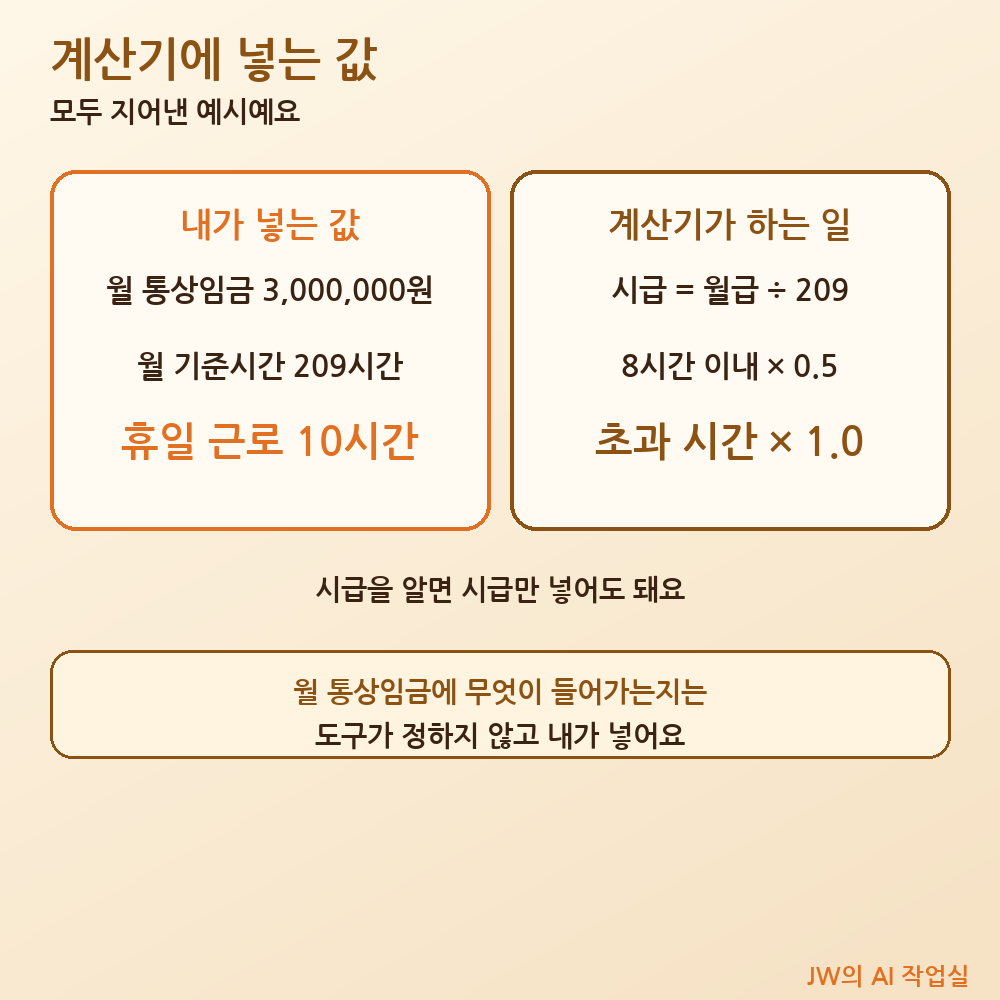 계산기에 넣는 값
모두 지어낸 예시예요
내가 넣는 값
월 통상임금 3,000,000원
월 기준시간 209시간
휴일 근로 10시간
계산기가 하는 일
시급 = 월급 ÷ 209
8시간 이내 × 0.5
초과 시간 × 1.0
시급을 알면 시급만 넣어도 돼요
월 통상임금에 무엇이 들어가는지는
도구가 정하지 않고 내가 넣어요
JW의 AI 작업실